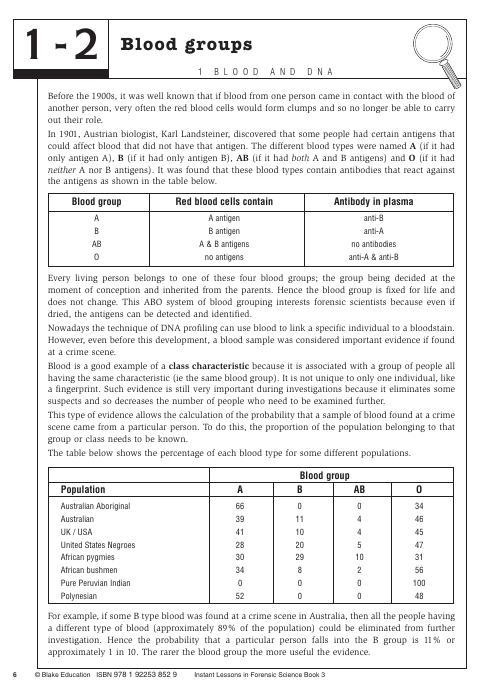 1 - 2
Blood groups
1 BLOOD AND DNA
Before the 1900s, it was well known that if blood from one person came in contact with the blood of
another person, very often the red blood cells would form clumps and so no longer be able to carry
out their role.
In 1901, Austrian biologist, Karl Landsteiner, discovered that some people had certain antigens that
could affect blood that did not have that antigen. The different blood types were named A (if it had
only antigen A), B (if it had only antigen B), AB (if it had both A and B antigens) and O (if it had
neither A nor B antigens). It was found that these blood types contain antibodies that react against
the antigens as shown in the table below.
Blood group Red blood cells contain Antibody in plasma
A A antigen anti-B
B B antigen anti-A
AB A & B antigens no antibodies
O no antigens anti-A & anti-B
Every living person belongs to one of these four blood groups; the group being decided at the
moment of conception and inherited from the parents. Hence the blood group is fixed for life and
does not change. This ABO system of blood grouping interests forensic scientists because even if
dried, the antigens can be detected and identified.
Nowadays the technique of DNA profiling can use blood to link a specific individual to a bloodstain.
However, even before this development, a blood sample was considered important evidence if found
at a crime scene.
Blood is a good example of a class characteristic because it is associated with a group of people all
having the same characteristic (ie the same blood group). It is not unique to only one individual, like
a fingerprint. Such evidence is still very important during investigations because it eliminates some
suspects and so decreases the number of people who need to be examined further.
This type of evidence allows the calculation of the probability that a sample of blood found at a crime
scene came from a particular person. To do this, the proportion of the population belonging to that
group or class needs to be known.
The table below shows the percentage of each blood type for some different populations.
Blood group
Population A B AB O
Australian Aboriginal 66 0 0 34
Australian 39 11 4 46
UK / USA 41 10 4 45
United States Negroes 28 20 5 47
African pygmies 30 29 10 31
African bushmen 34 8 2 56
Pure Peruvian Indian 0 0 0 100
Polynesian 52 0 0 48
For example, if some B type blood was found at a crime scene in Australia, then all the people having
a different type of blood (approximately 89% of the population) could be eliminated from further
investigation. Hence the probability that a particular person falls into the B group is 11% or
approximately 1 in 10. The rarer the blood group the more useful the evidence.
6 © Blake Education ISBN 978 1 92253 852 9 Instant Lessons in Forensic Science Book 3